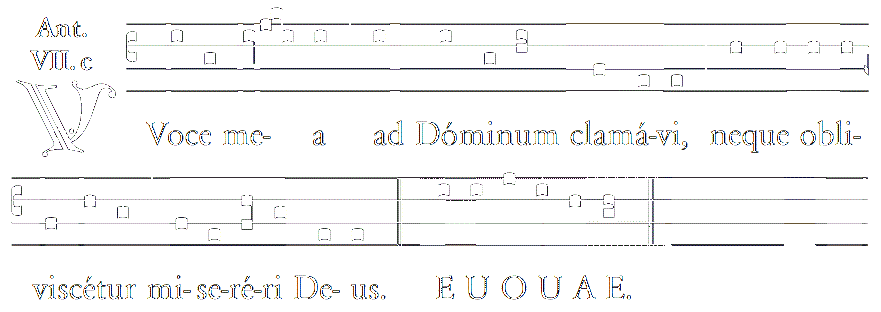 Ant.
VII. c
V Voce me- a ad Dóminum clamá-vi, neque obli-
viscétur mi- se-ré-ri De- us. E U O U A E.